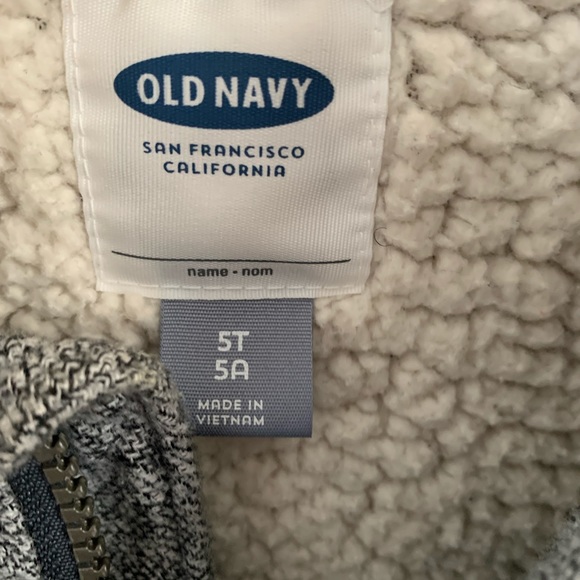 OLD NAVY
SAN FRANCISCO
CALIFORNIA
name - nom
5T
5A
MADE IN
VIETNAM